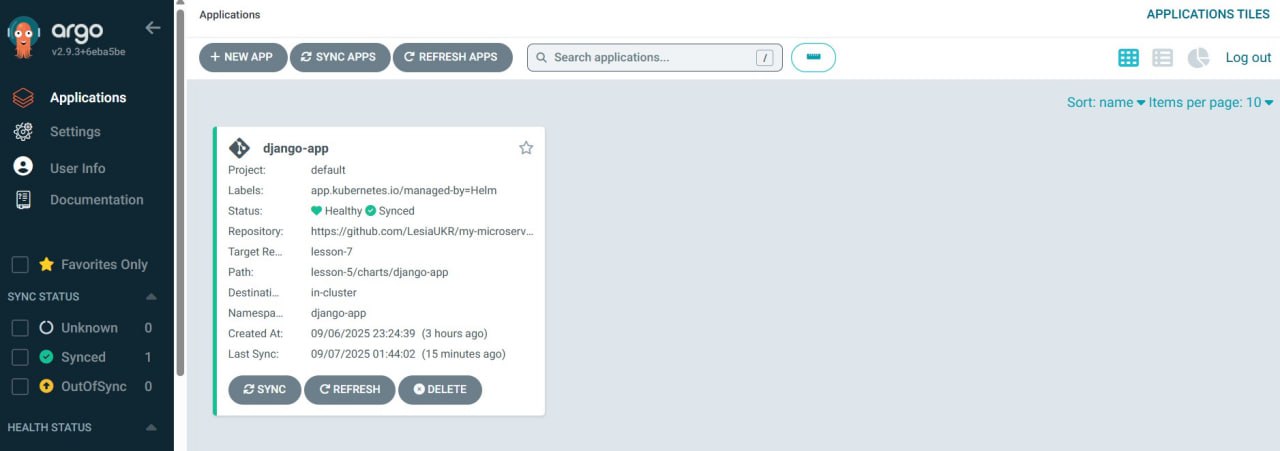 argo
v2.9.3+6eba5be
Applications
Settings
User Info
Documentation
Favorites Only
SYNC STATUS
Unknown 0
Synced 1
OutOfSync 0
HEALTH STATUS
Applications
APPLICATIONS TILES
+ NEW APP SYNC APPS REFRESH APPS Search applications... / Log out
Sort: name Items per page: 10
django-app
Project: default
Labels: app.kubernetes.io/managed-by=Helm
Status: Healthy Synced
Repository: https://github.com/LesiaUKR/my-microserv...
Target Re... lesson-7
Path: lesson-5/charts/django-app
Destinati... in-cluster
Namespa... django-app
Created At: 09/06/2025 23:24:39 (3 hours ago)
Last Sync: 09/07/2025 01:44:02 (15 minutes ago)
SYNC REFRESH DELETE